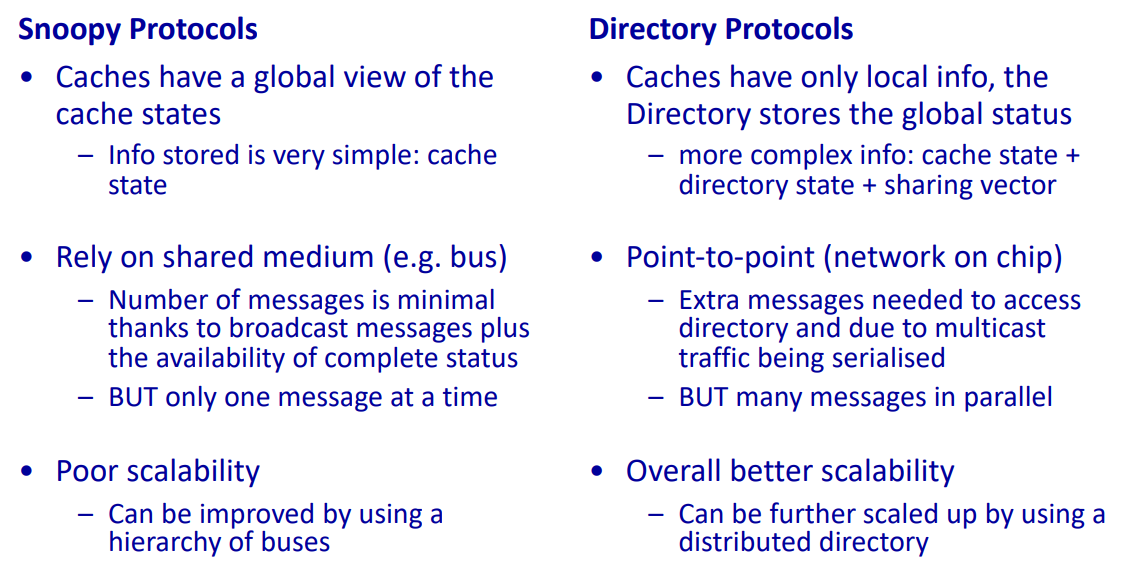 Snoopy Protocols
• Caches have a global view of the
cache states
– Info stored is very simple: cache
state
• Rely on shared medium (e.g. bus)
– Number of messages is minimal
thanks to broadcast messages plus
the availability of complete status
– BUT only one message at a time
• Poor scalability
– Can be improved by using a
hierarchy of buses
Directory Protocols
• Caches have only local info, the
Directory stores the global status
– more complex info: cache state +
directory state + sharing vector
• Point-to-point (network on chip)
– Extra messages needed to access
directory and due to multicast
traffic being serialised
– BUT many messages in parallel
• Overall better scalability
– Can be further scaled up by using a
distributed directory